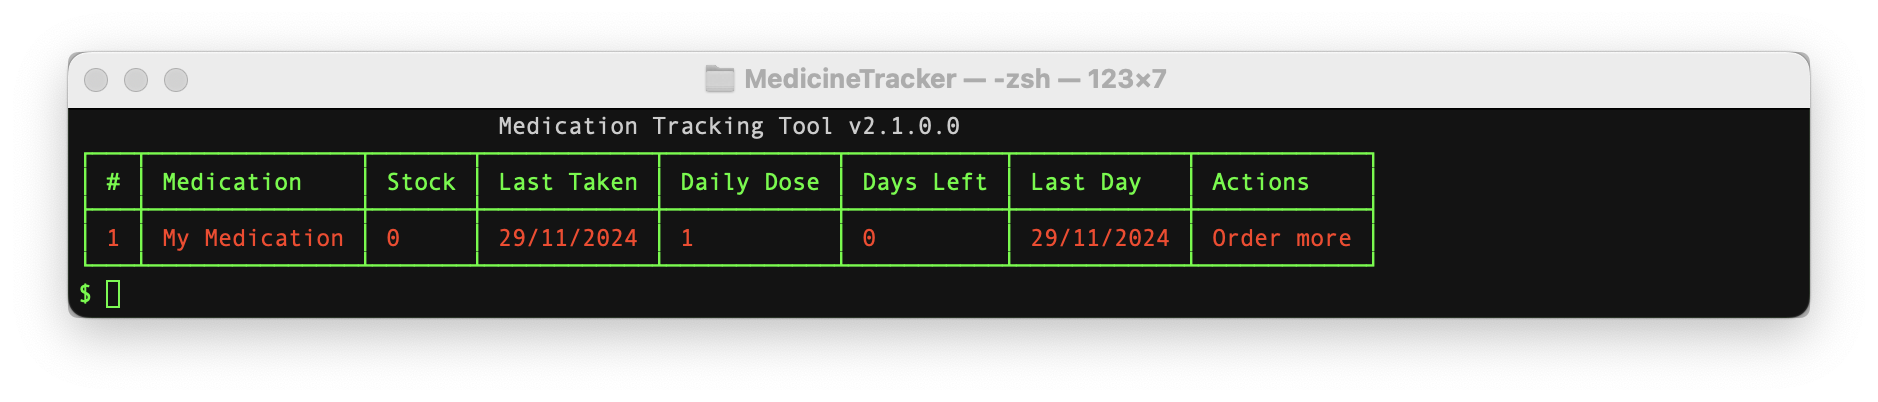 MedicineTracker — -zsh — 123×7
Medication Tracking Tool v2.1.0.0
# Medication Stock Last Taken Daily Dose Days Left Last Day Actions
1 My Medication 0 29/11/2024 1 0 29/11/2024 Order more
$